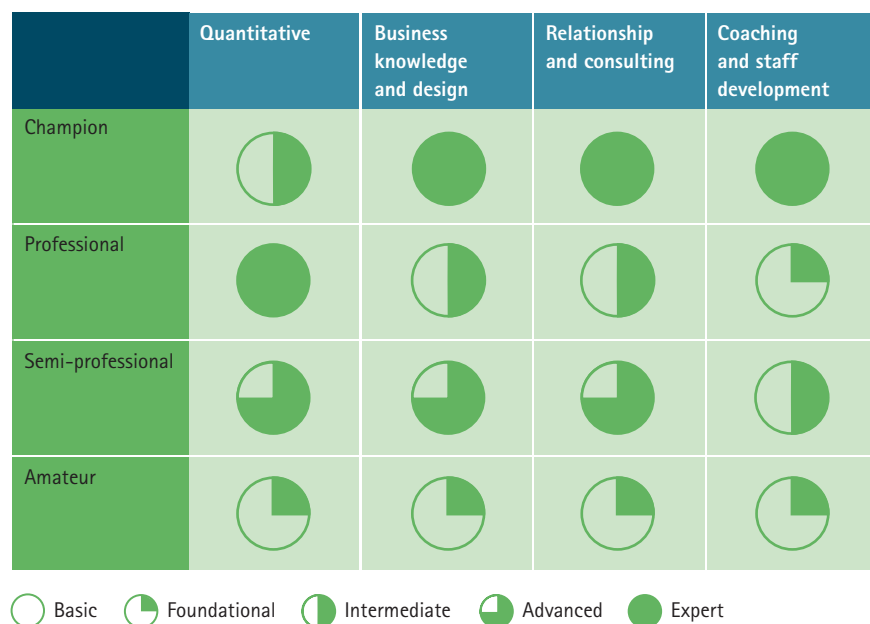 Quantitative
Business
knowledge
and design
Relationship
and consulting
Coaching
and staff
development
Champion
Professional
Semi-professional
Amateur
Basic
Foundational
Intermediate
Advanced
Expert